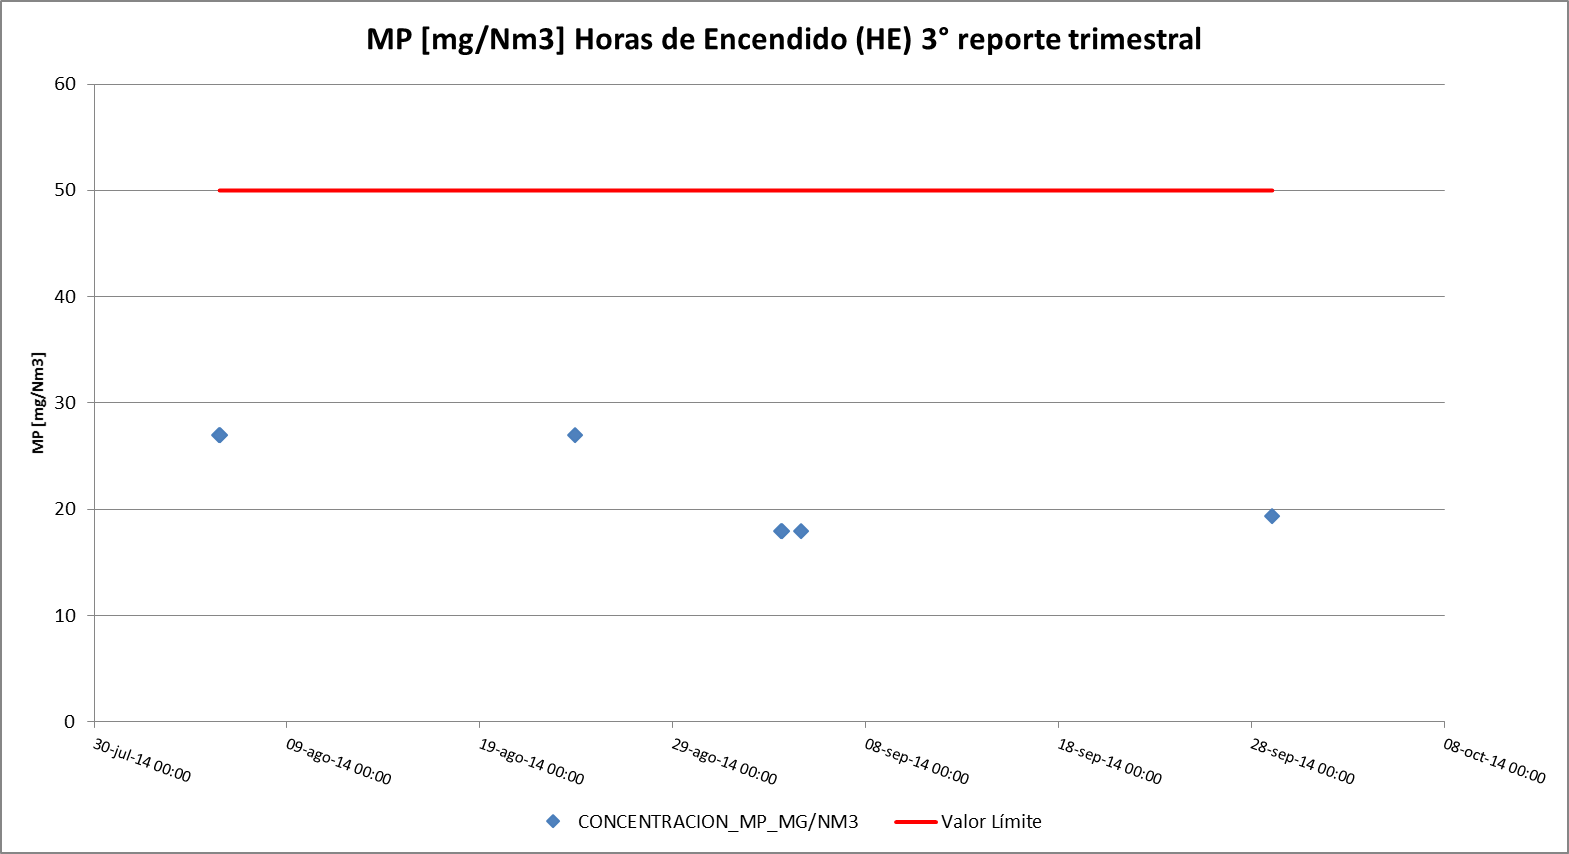 MP [mg/Nm3] Horas de Encendido (HE) 3° reporte trimestral
60
50
40
30
20
10
0
MP [mg/Nm3]
30-jul-14 00:00
09-ago-14 00:00
19-ago-14 00:00
29-ago-14 00:00
08-sep-14 00:00
18-sep-14 00:00
28-sep-14 00:00
08-oct-14 00:00
CONCENTRACION_MP_MG/NM3
Valor Límite